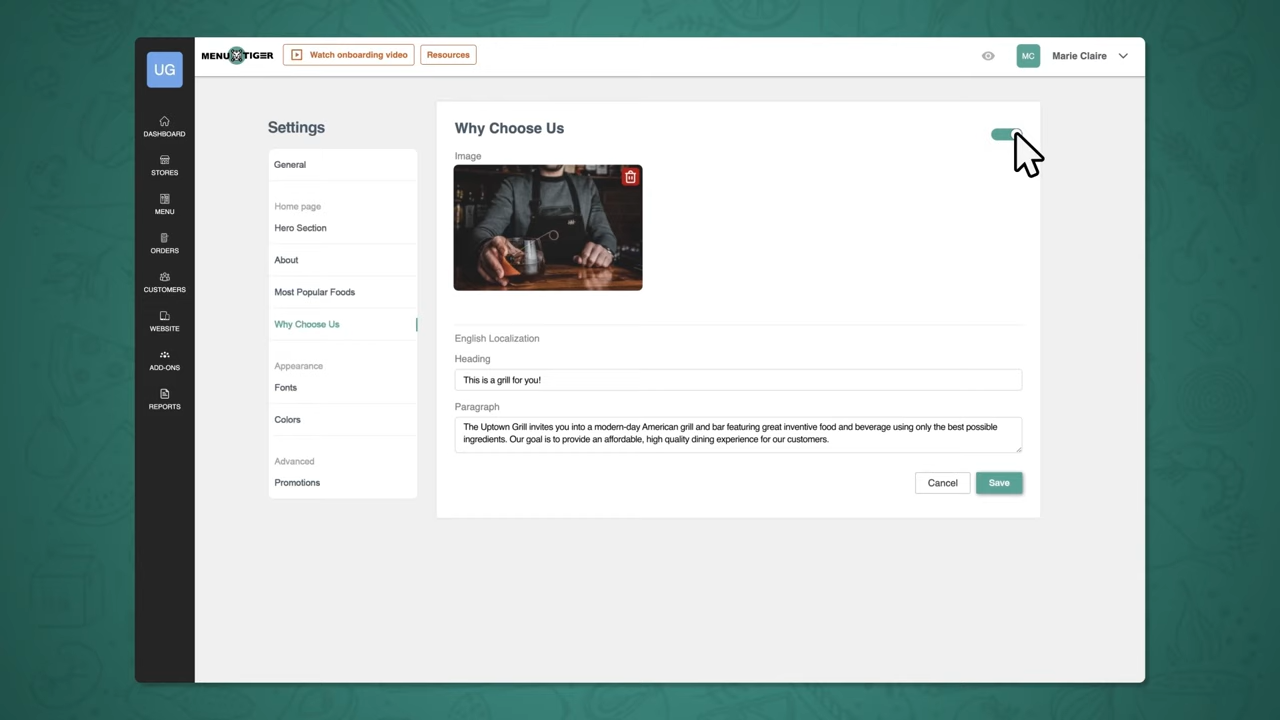 UG
MENU TIGER
Watch onboarding video
Resources
MC
Marie Claire
DASHBOARD
STORES
MENU
ORDERS
CUSTOMERS
WEBSITE
ADD-ONS
REPORTS
Settings
General
Home page
Hero Section
About
Most Popular Foods
Why Choose Us
Appearance
Fonts
Colors
Advanced
Promotions
Why Choose Us
Image
English Localization
Heading
This is a grill for you!
Paragraph
The Uptown Grill invites you into a modern-day American grill and bar featuring great inventive food and beverage using only the best possible
ingredients. Our goal is to provide an affordable, high quality dining experience for our customers.
Cancel
Save